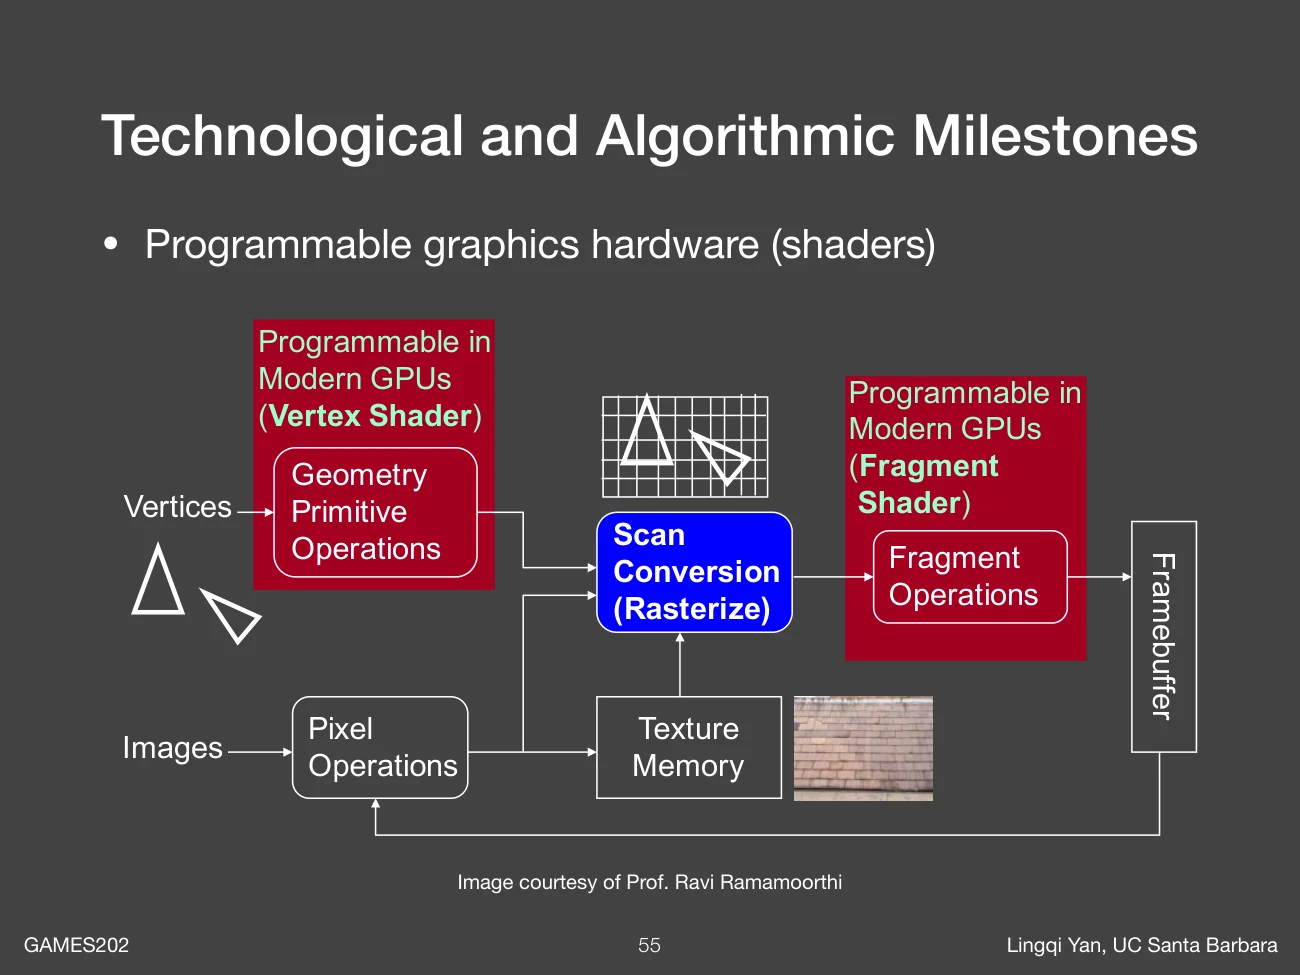 Technological and Algorithmic Milestones
• Programmable graphics hardware (shaders)
Programmable in
Modern GPUs
(Vertex Shader)
Geometry
Primitive
Operations
Vertices
Programmable in
Modern GPUs
(Fragment
Shader)
Scan
Conversion
(Rasterize)
Fragment
Operations
Framebuffer
Images
Pixel
Operations
Texture
Memory
Image courtesy of Prof. Ravi Ramamoorthi
GAMES202
55
Lingqi Yan, UC Santa Barbara